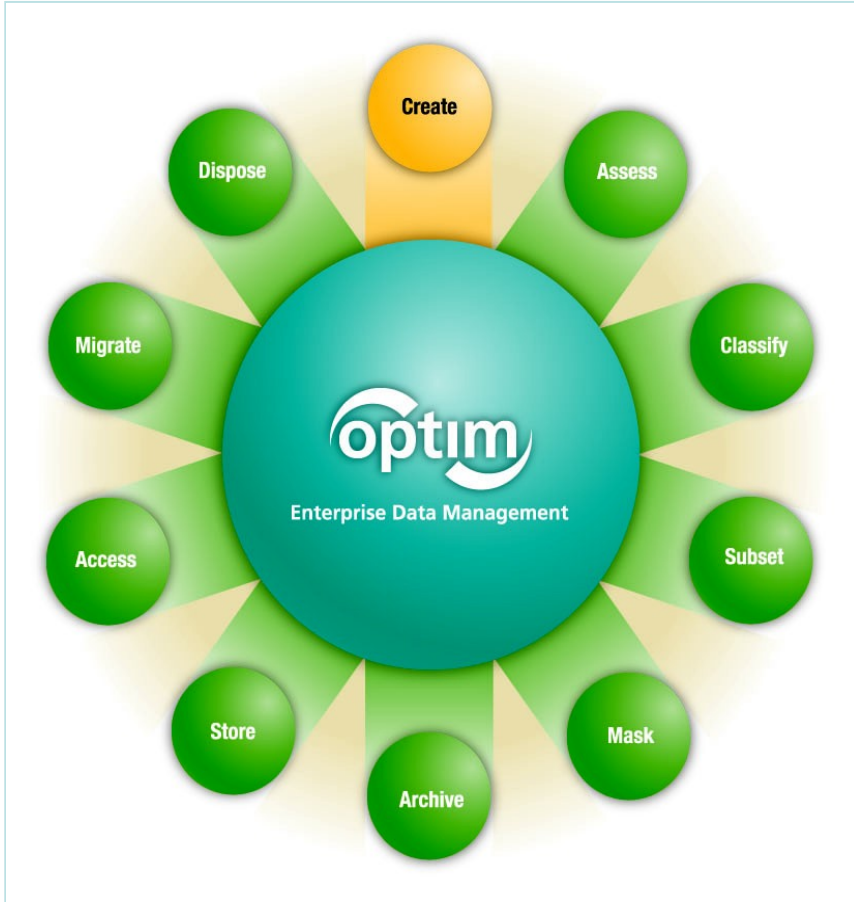 Create
Assess
Classify
Subset
Mask
Archive
Store
Access
Migrate
Dispose
optim
Enterprise Data Management